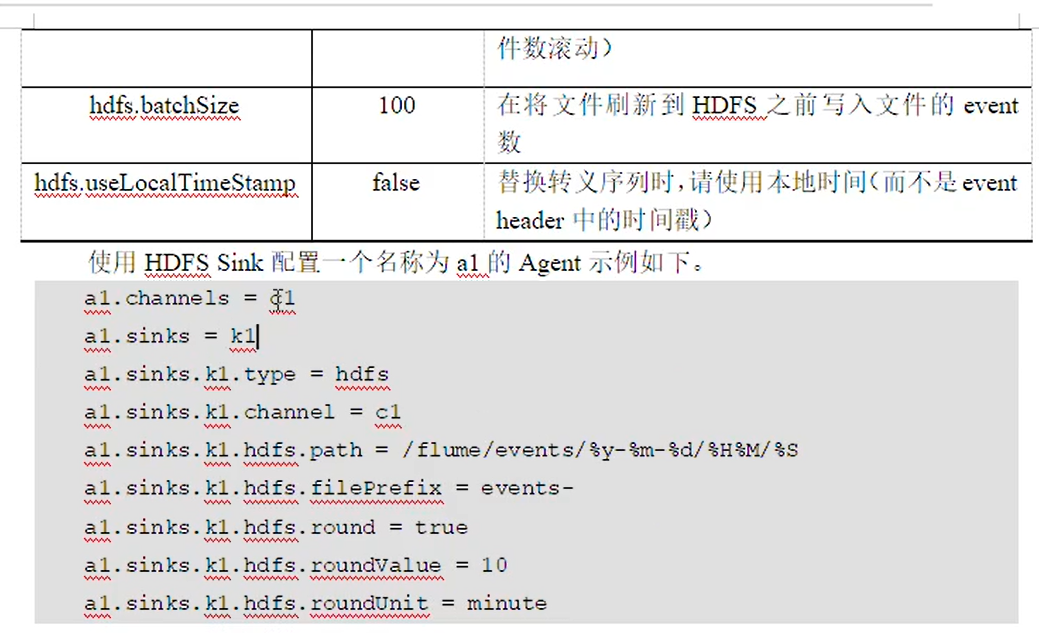 件数滚动）
hdfs.batchSize 100 在将文件刷新到 HDFS 之前写入文件的 event
数
hdfs.useLocalTimeStamp false 替换转义序列时，请使用本地时间（而不是 event
header 中的时间戳）
使用 HDFS Sink 配置一个名称为 a1 的 Agent 示例如下。
a1.channels = c1
a1.sinks = k1
a1.sinks.k1.type = hdfs
a1.sinks.k1.channel = c1
a1.sinks.k1.hdfs.path = /flume/events/%y-%m-%d/%H%M/%S
a1.sinks.k1.hdfs.filePrefix = events-
a1.sinks.k1.hdfs.round = true
a1.sinks.k1.hdfs.roundValue = 10
a1.sinks.k1.hdfs.roundUnit = minute